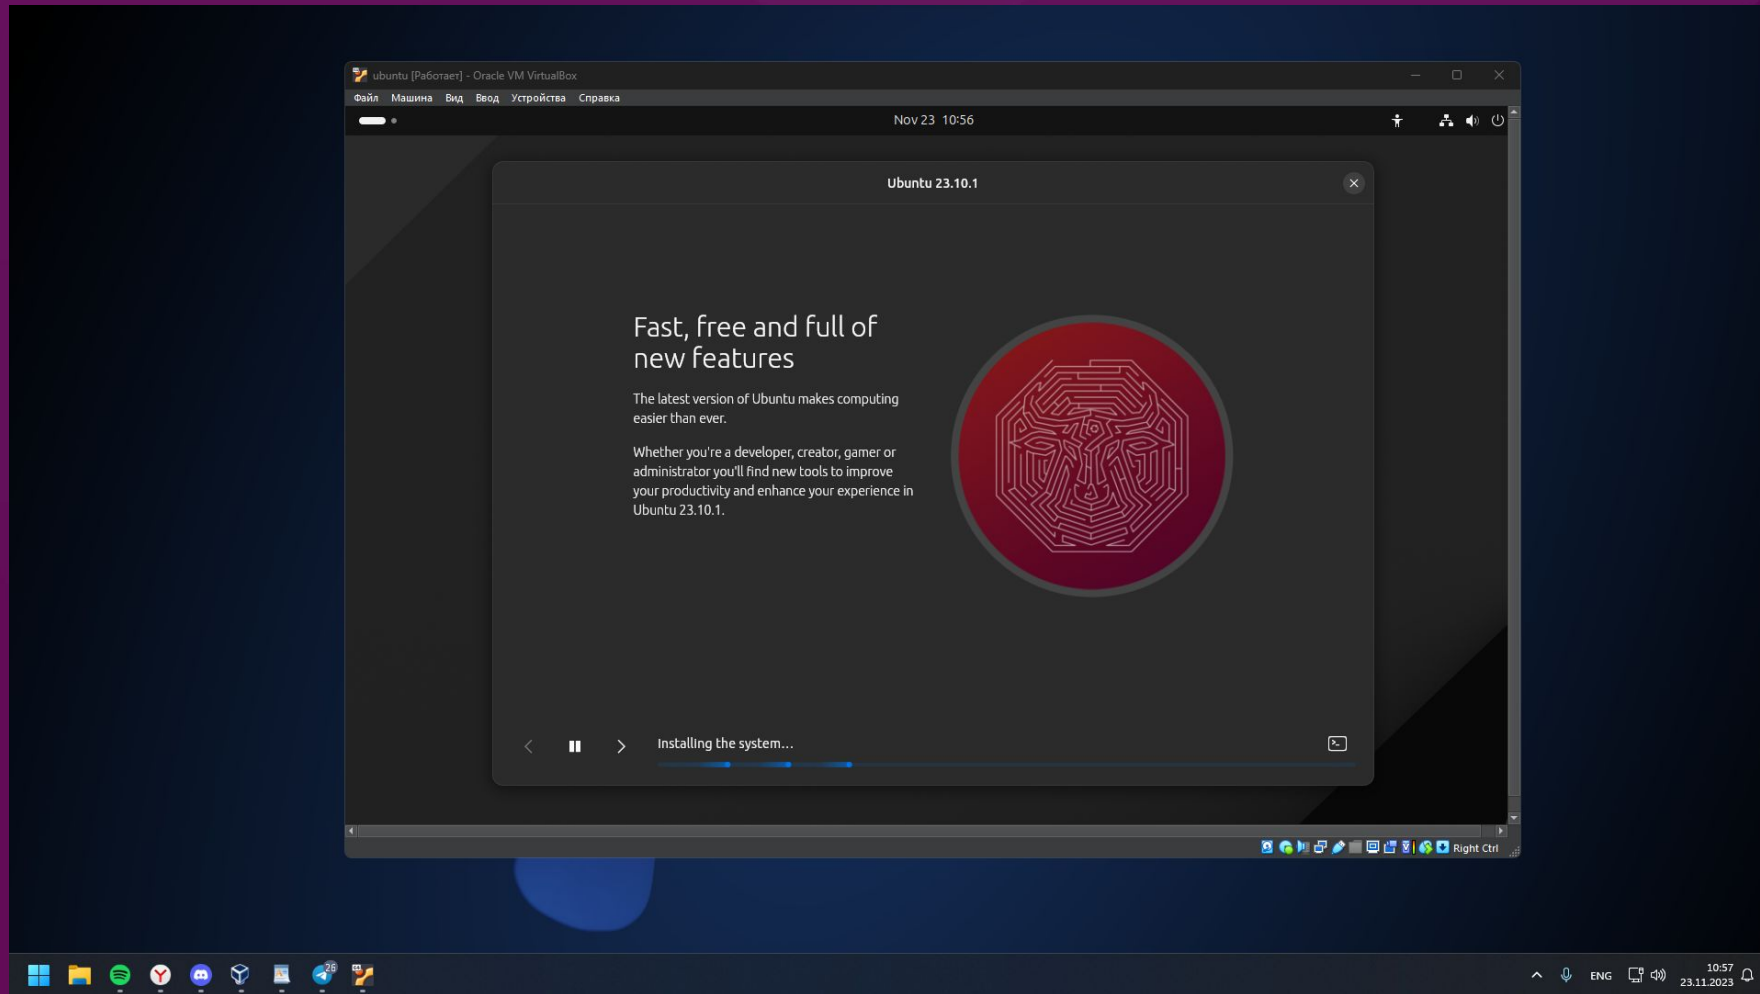 ubuntu [Работает] - Oracle VM VirtualBox
Файл Машина Вид Ввод Устройства Справка
Nov 23 10:56
Ubuntu 23.10.1
Fast, free and full of
new features
The latest version of Ubuntu makes computing
easier than ever.
Whether you're a developer, creator, gamer or
administrator you'll find new tools to improve
your productivity and enhance your experience in
Ubuntu 23.10.1.
Installing the system...
Right Ctrl
26
ENG
10:57
23.11.2023